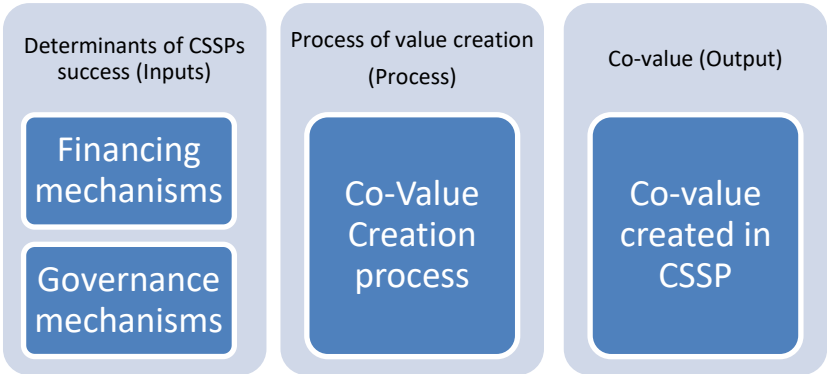 Determinants of CSSPs
success (Inputs)
Financing
mechanisms
Governance
mechanisms
Process of value creation
(Process)
Co-Value
Creation
process
Co-value (Output)
Co-value
created in
CSSP